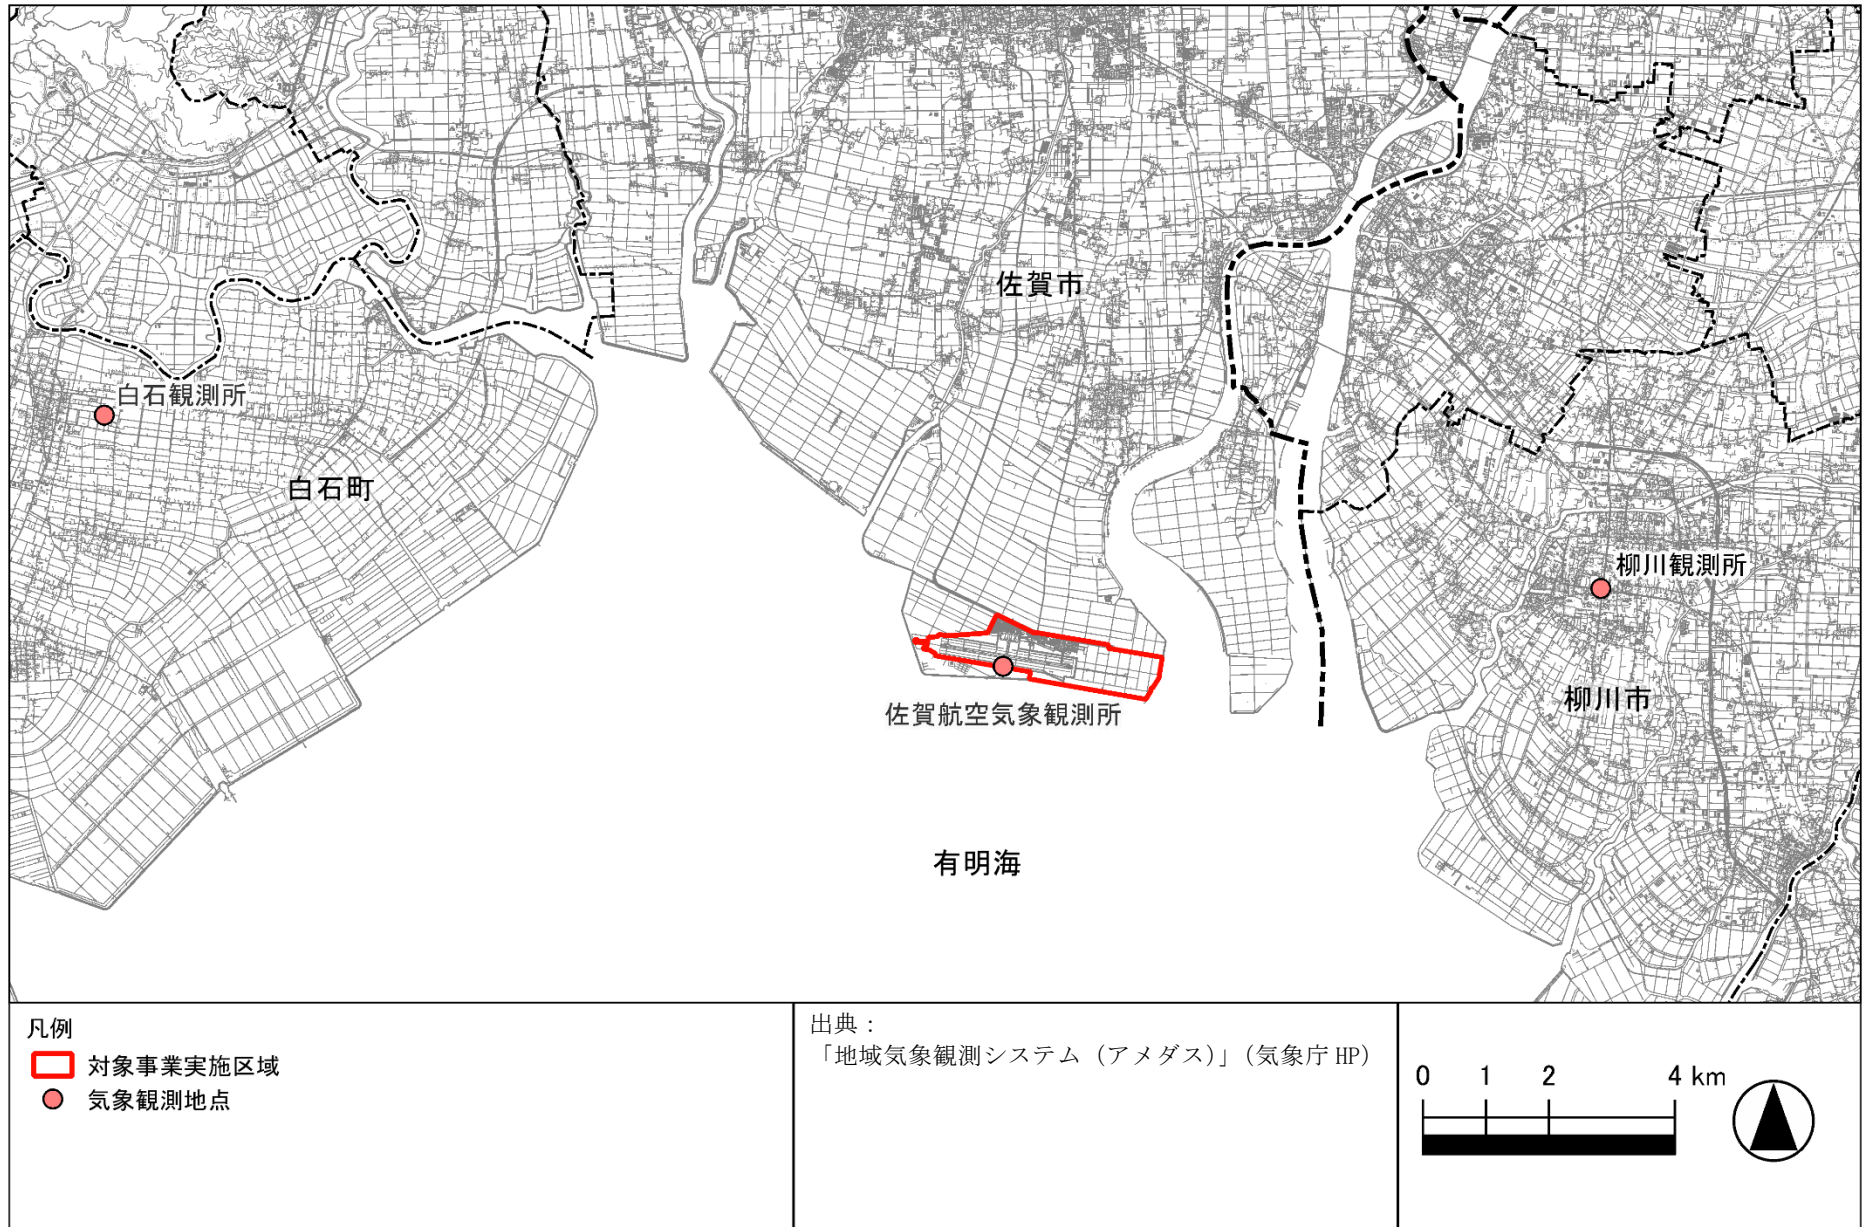 佐賀市
白石観測所
白石町
柳川観測所
柳川市
佐賀航空気象観測所
有明海
凡例
対象事業実施区域
気象観測地点
出典：
「地域気象観測システム（アメダス）」（気象庁 HP）
0 1 2 4 km